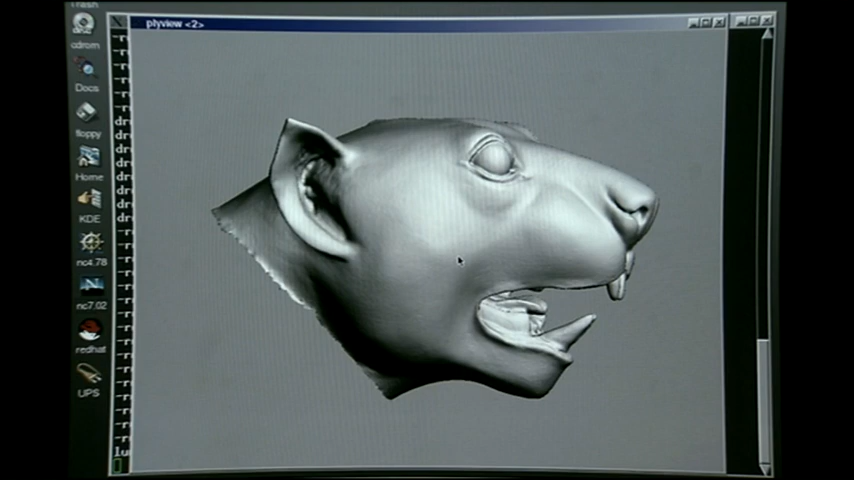 Trash
plyview <2>
cdrom
Docs
floppy
Home
KDE
nc4.78
nc7.02
redhat
UPS